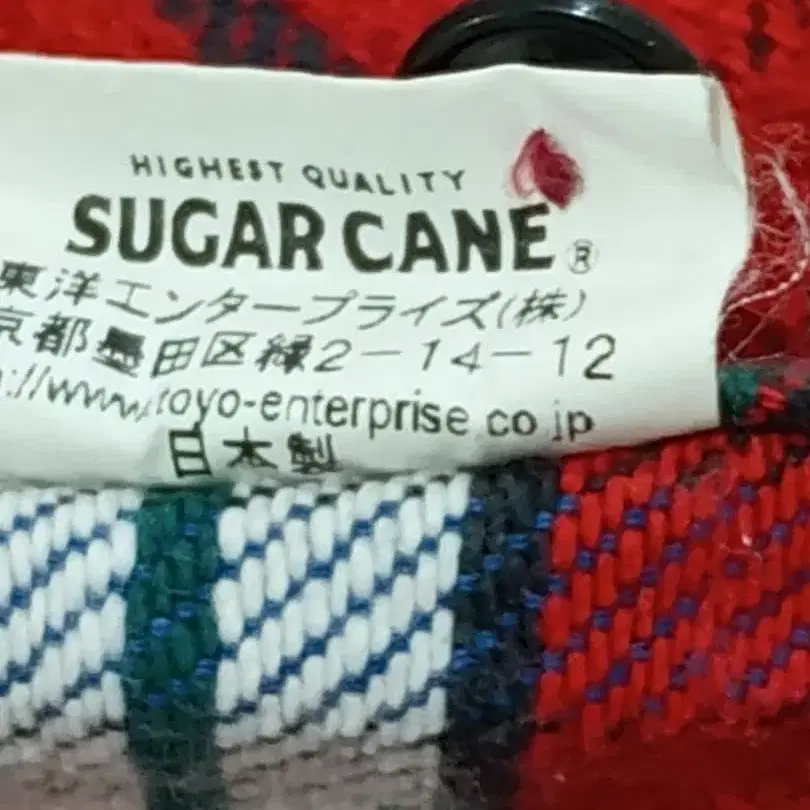 HIGHEST QUALITY
SUGAR CANE ®
東洋エンタープライズ(株)
京都墨田区緑2-14-12
://www.toyo-enterprise.co.jp
日本製